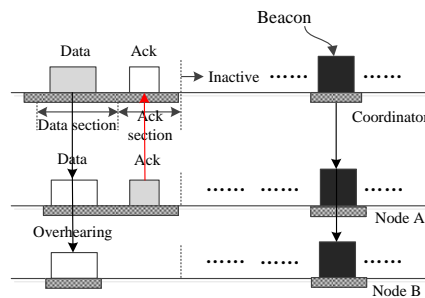 Beacon
Data
Ack
Inactive
......
......
Coordinator
Data section
Ack
section
Data
Ack
......
......
......
Node A
Overhearing
......
......
......
Node B